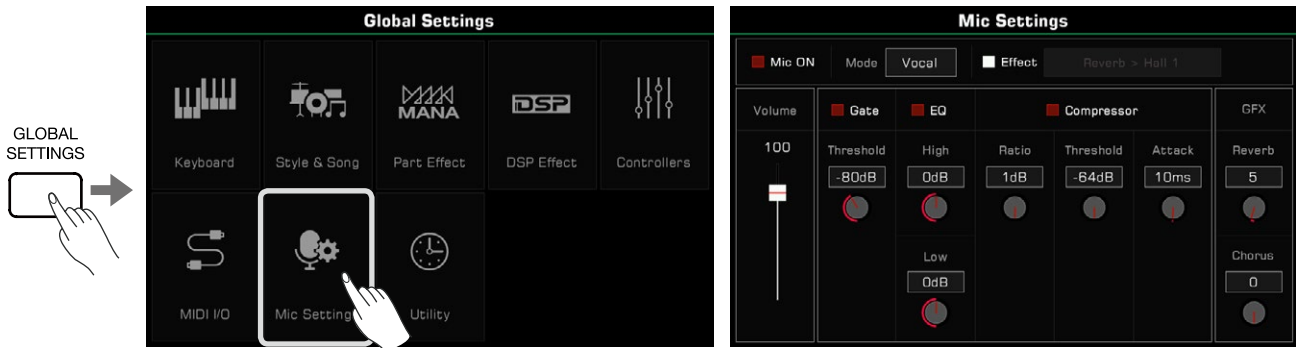 GLOBAL
SETTINGS
Global Settings
MANA
DSP
Keyboard
Style & Song
Part Effect
DSP Effect
Controllers
MIDI I/O
Mic Setting
Utility
Mic Settings
Mic ON
Mode
Vocal
Effect
Reverb > Hall 1
Volume
Gate
EQ
Compressor
GFX
100
Threshold
High
Ratio
Threshold
Attack
Reverb
-80dB
0dB
1dB
-64dB
10ms
5
Low
Chorus
0dB
0